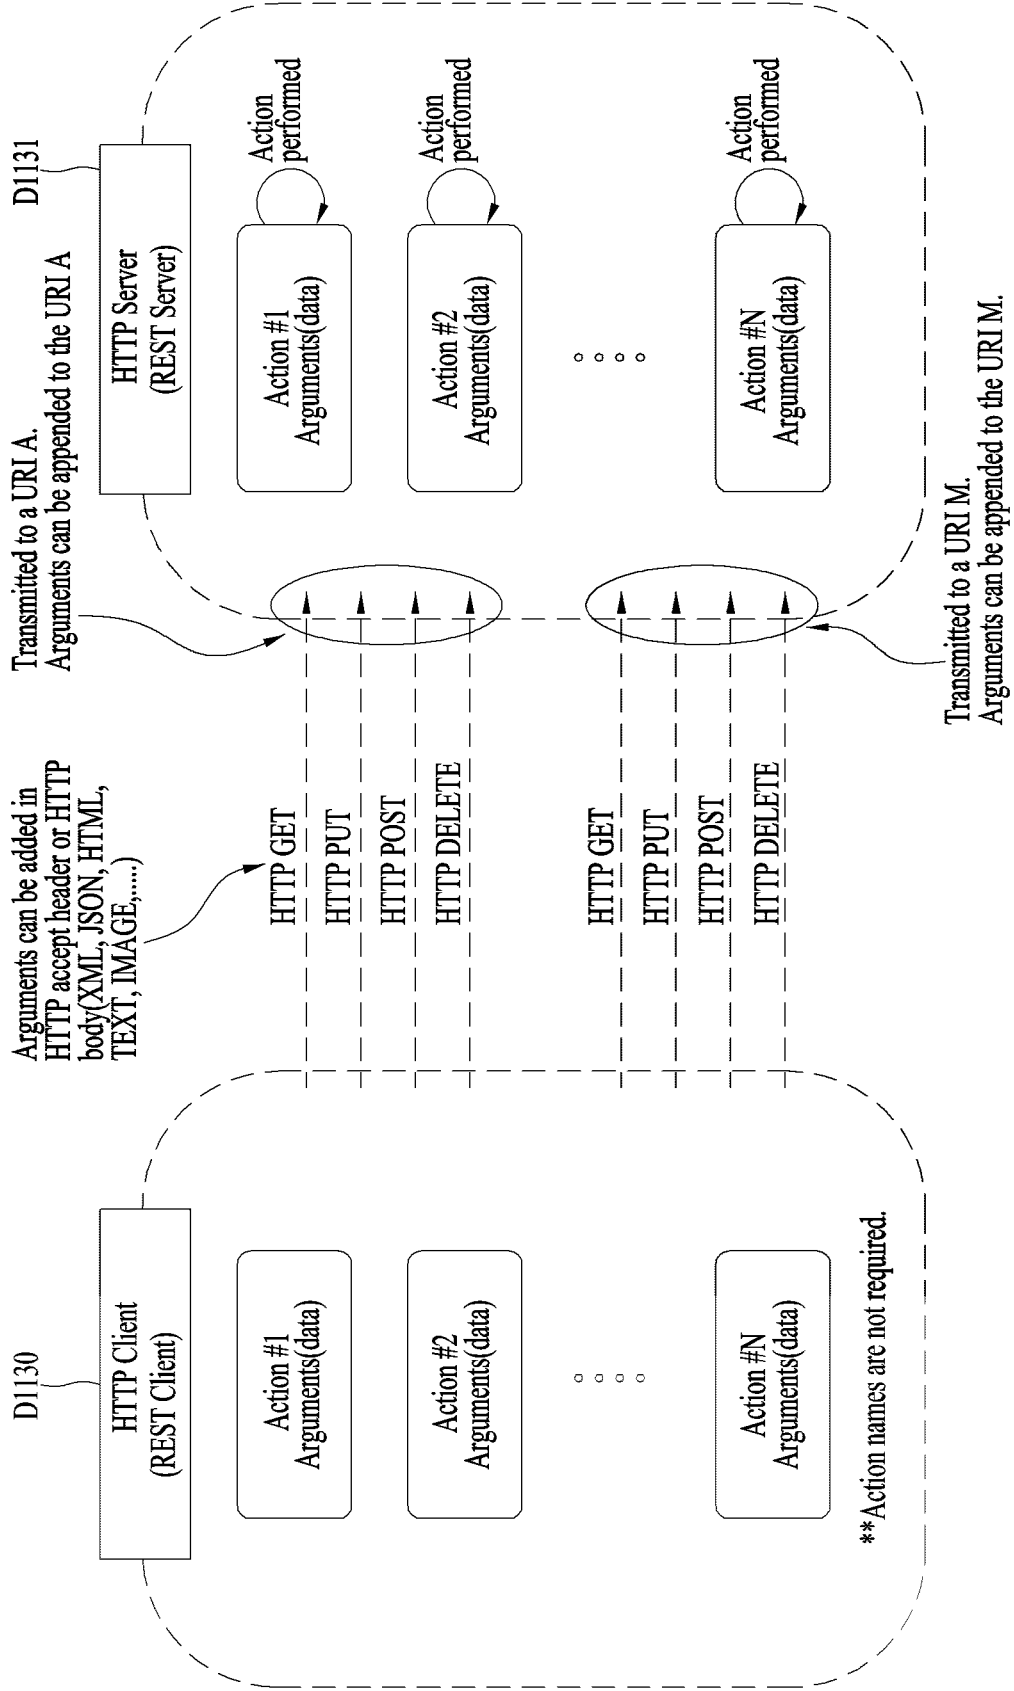 D1130
HTTP Client
(REST Client)
Action #1
Arguments(data)
Action #2
Arguments(data)
Action #N
Arguments(data)
**Action names are not required.
Arguments can be added in
HTTP accept header or HTTP
body(XML, JSON, HTML,
TEXT, IMAGE,.....)
HTTP GET
HTTP PUT
HTTP POST
HTTP DELETE
HTTP GET
HTTP PUT
HTTP POST
HTTP DELETE
Transmitted to a URI A.
Arguments can be appended to the URI A
Transmitted to a URI M.
Arguments can be appended to the URI M.
D1131
HTTP Server
(REST Server)
Action #1
Arguments(data)
Action
performed
Action #2
Arguments(data)
Action
performed
Action #N
Arguments(data)
Action
performed